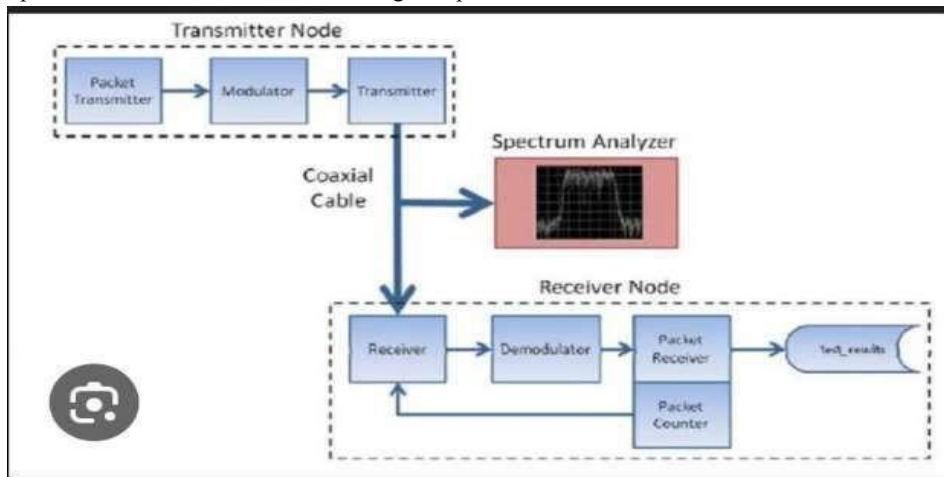 Transmitter Node
Packet
Transmitter
Modulator
Transmitter
Spectrum Analyzer
Coaxial
Cable
Receiver Node
Receiver
Demodulator
Packet
Receiver
test_results
Packet
Counter